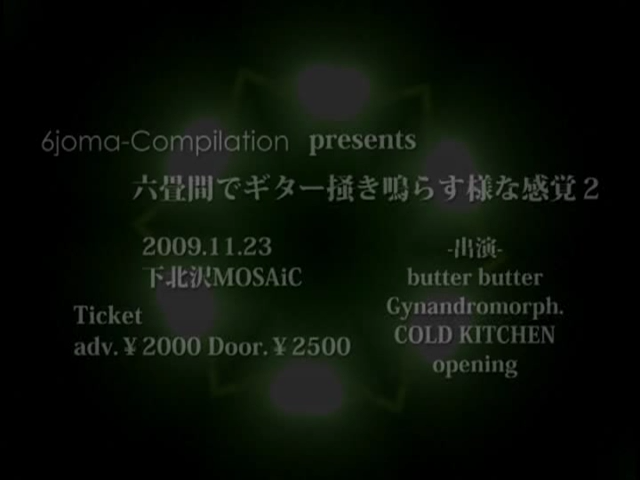 6joma-Compilation presents
六畳間でギター掻き鳴らす様な感覚2
2009.11.23
下北沢MOSAiC
Ticket
adv.¥2000 Door.¥2500
-出演-
butter butter
Gynandromorph.
COLD KITCHEN
opening